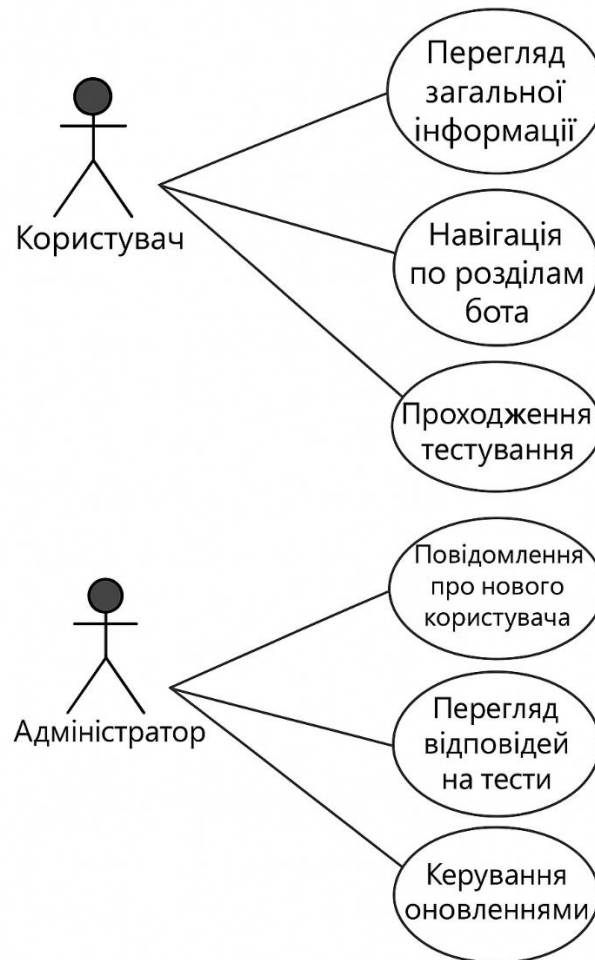 Перегляд
загальної
інформації
Користувач
Навігація
по розділам
бота
Проходження
тестування
Повідомлення
про нового
користувача
Адміністратор
Перегляд
відповідей
на тести
Керування
оновленнями